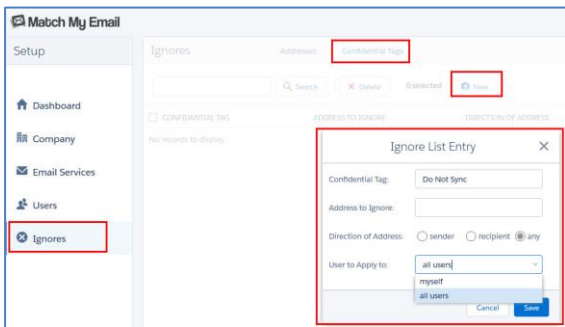 Match My Email
Setup
Ignores
Addresses
Confidential Tags
Search
Delete
0 selected
New
Dashboard
CONFIDANTIAL TAG
ADDRESS TO IGNORE
DIRECTION OF ADDRESS
No records to display.
Company
Email Services
Users
Ignores
Ignore List Entry
Confidential Tag:
Do Not Sync
Address to Ignore:
Direction of Address:
sender
recipient
any
User to Apply to:
all users
myself
all users
Cancel
Save